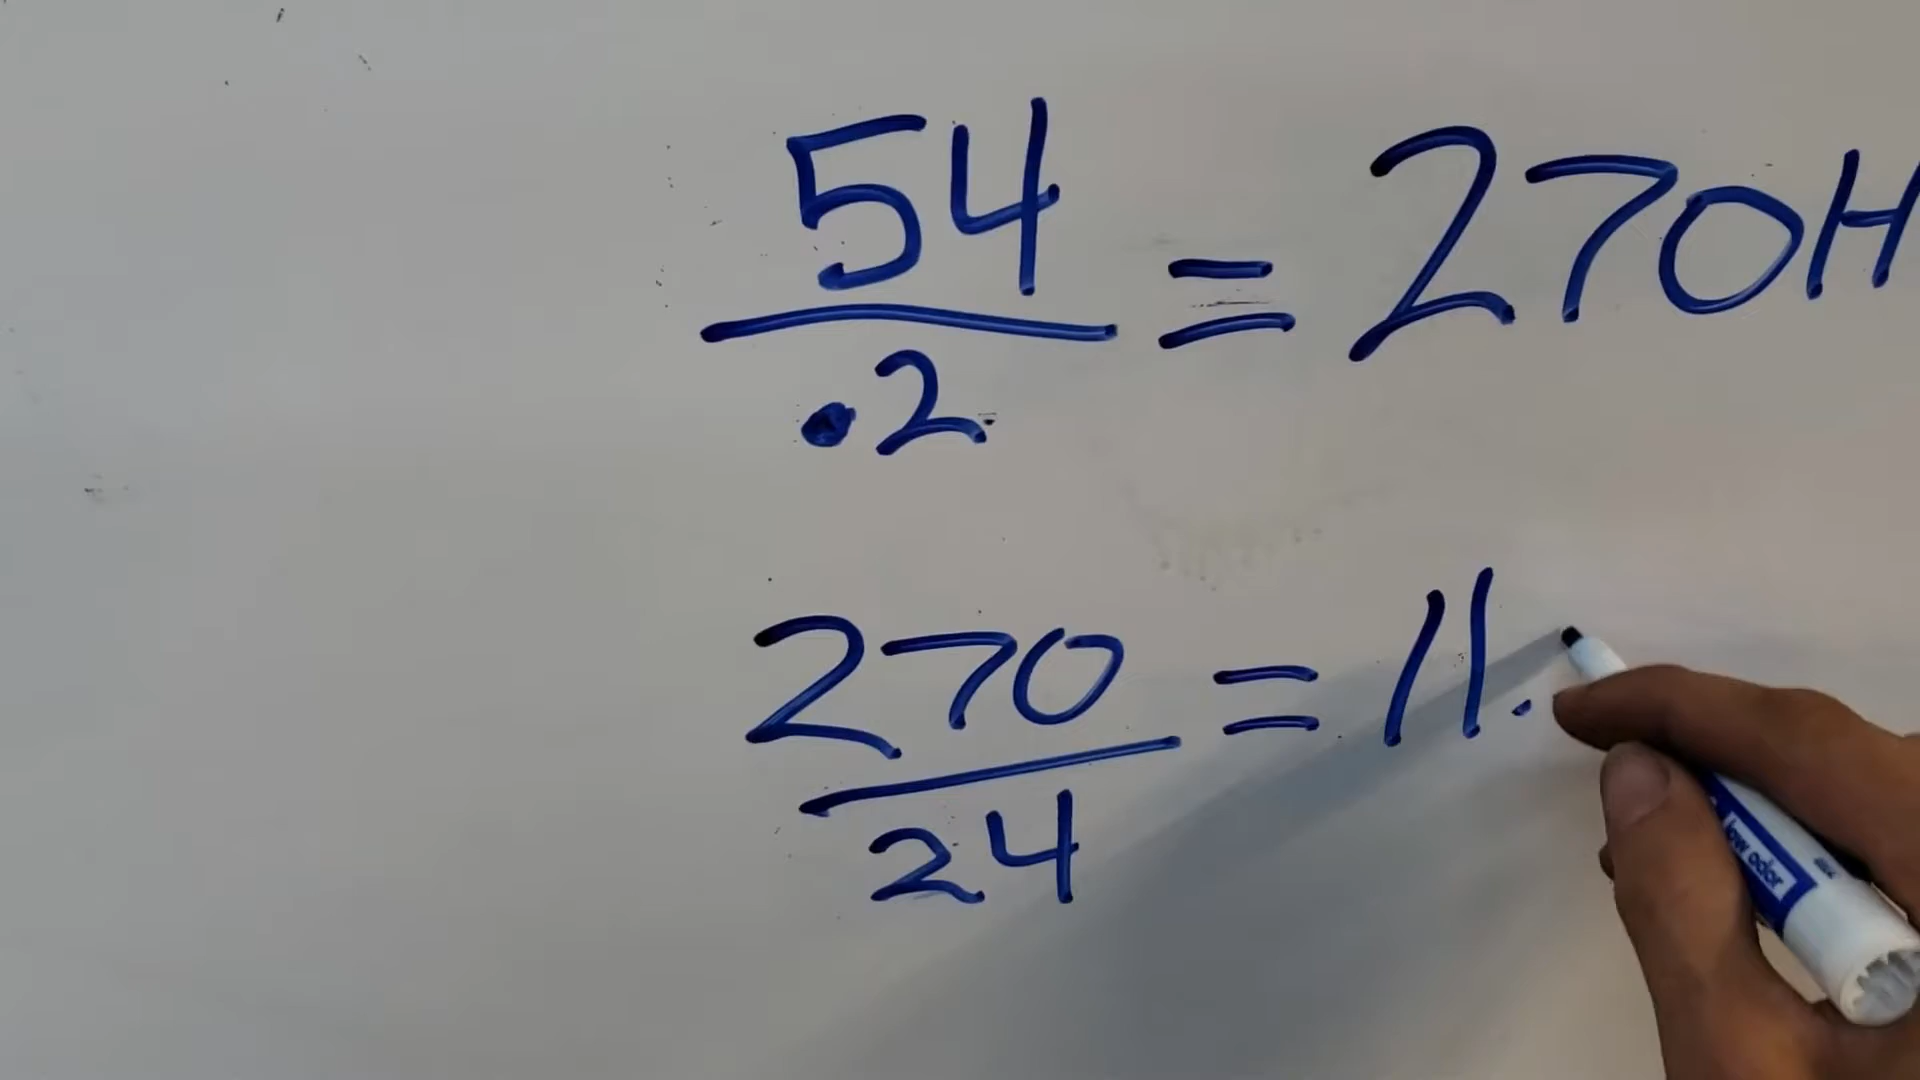 54
.2
= 270H
270
24
= 11.
low odor